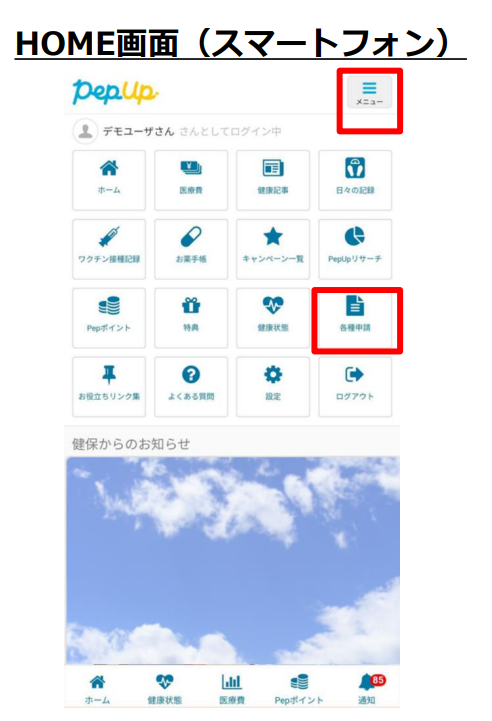 HOME画面（スマートフォン）
PepUp
メニュー
デモユーザさん さんとしてログイン中
ホーム 医療費 健康記事 日々の記録
ワクチン接種記録 お薬手帳 キャンペーン一覧 PepUpリサーチ
Pepポイント 特典 健康状態 各種申請
お役立ちリンク集 よくある質問 設定 ログアウト
健保からのお知らせ
85
ホーム 健康状態 医療費 Pepポイント 通知